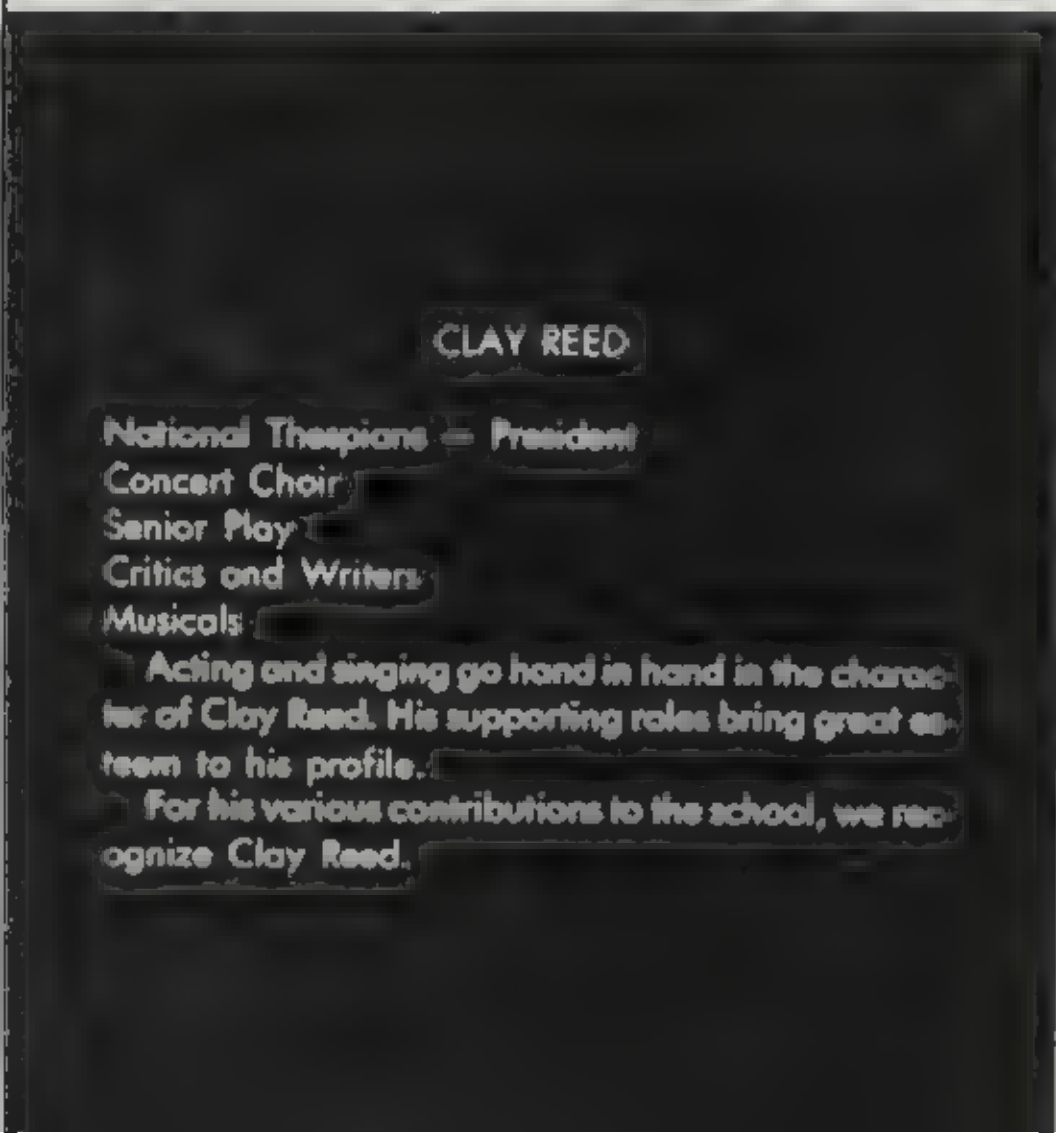 CLAY REED
National Thespians — President
Concert Choir
Senior Play
Critics and Writers
Musicals
Acting and singing go hand in hand in the charac-
ter of Clay Reed. His supporting roles bring great es-
teem to his profile.
For his various contributions to the school, we rec-
ognize Clay Reed.